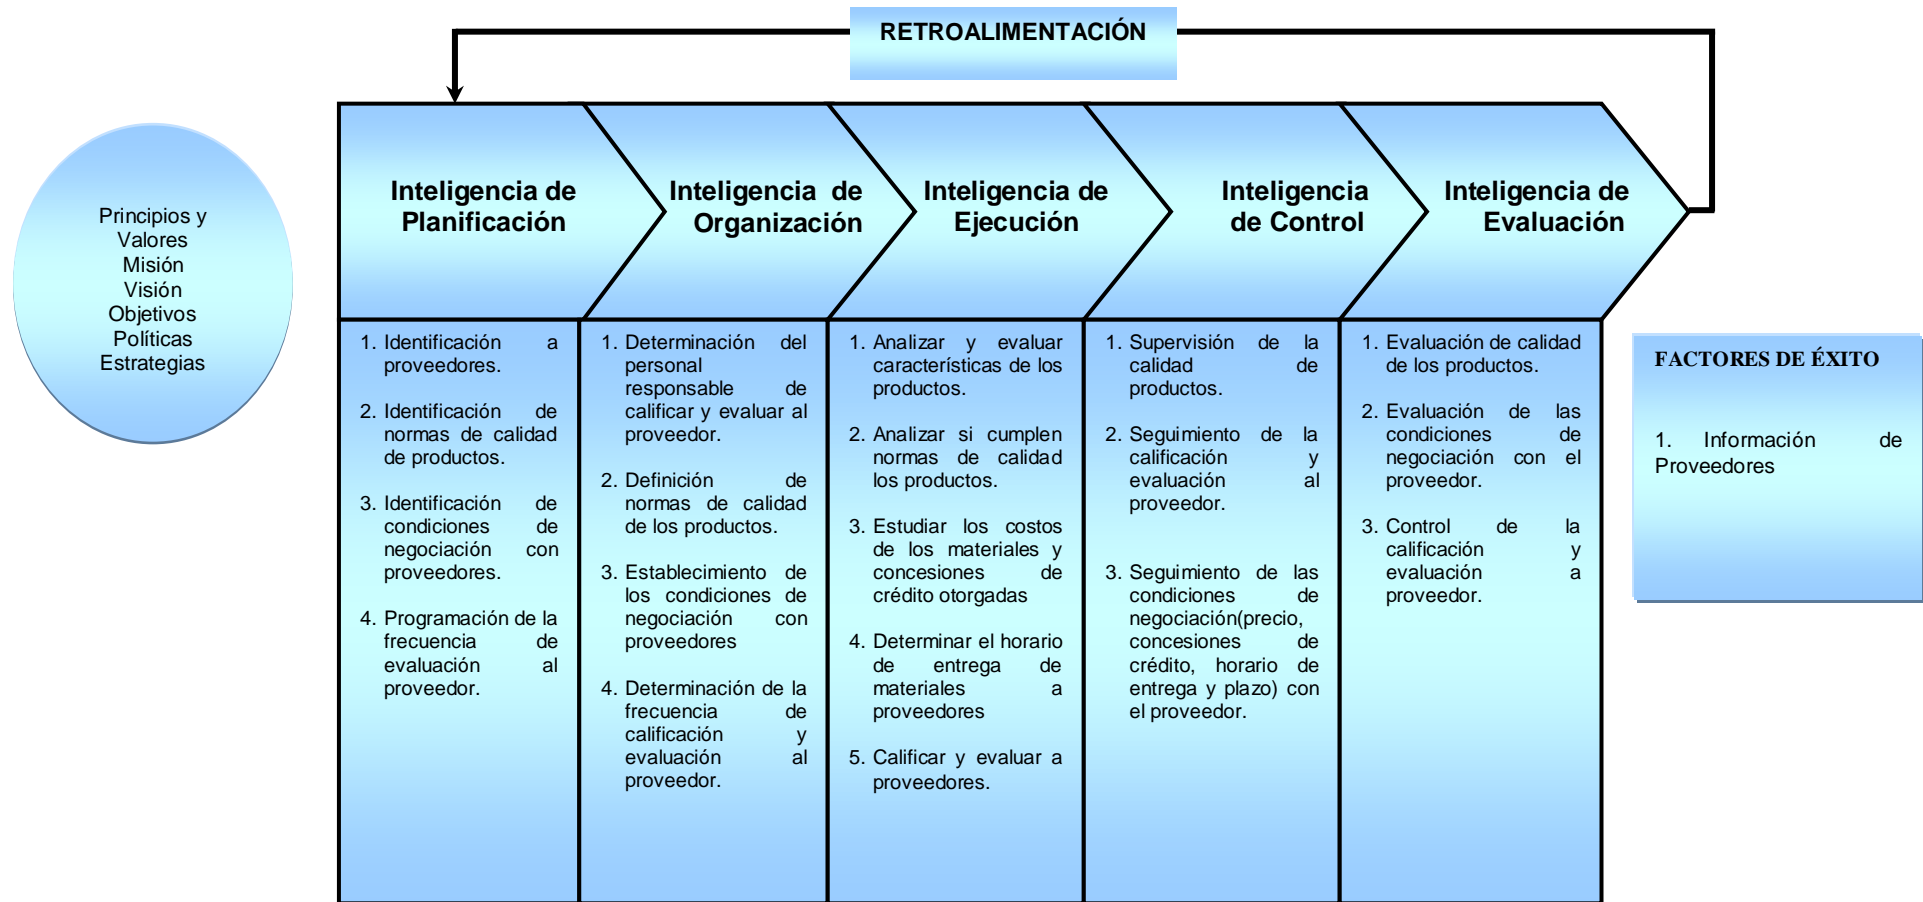 RETROALIMENTACIÓN
Principios y
Valores
Misión
Visión
Objetivos
Políticas
Estrategias
Inteligencia de
Planificación
Inteligencia de
Organización
Inteligencia de
Ejecución
Inteligencia
de Control
Inteligencia de
Evaluación
1. Identificación a
proveedores.
2. Identificación de
normas de calidad
de productos.
3. Identificación de
condiciones de
negociación con
proveedores.
4. Programación de la
frecuencia de
evaluación al
proveedor.
1. Determinación del
personal
responsable de
calificar y evaluar al
proveedor.
2. Definición de
normas de calidad
de los productos.
3. Establecimiento de
los condiciones de
negociación con
proveedores
4. Determinación de la
frecuencia de
calificación y
evaluación al
proveedor.
1. Analizar y evaluar
características de los
productos.
2. Analizar si cumplen
normas de calidad
los productos.
3. Estudiar los costos
de los materiales y
concesiones de
crédito otorgadas
4. Determinar el horario
de entrega de
materiales a
proveedores
5. Calificar y evaluar a
proveedores.
1. Supervisión de la
calidad de
productos.
2. Seguimiento de la
calificación y
evaluación al
proveedor.
3. Seguimiento de las
condiciones de
negociación(precio,
concesiones de
crédito, horario de
entrega y plazo) con
el proveedor.
1. Evaluación de calidad
de los productos.
2. Evaluación de las
condiciones de
negociación con el
proveedor.
3. Control de la
calificación y
evaluación a
proveedor.
FACTORES DE ÉXITO
1. Información de
Proveedores